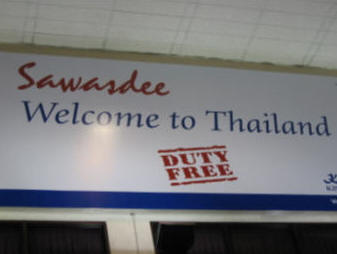 Sawasdee
Welcome to Thailand
DUTY
FREE